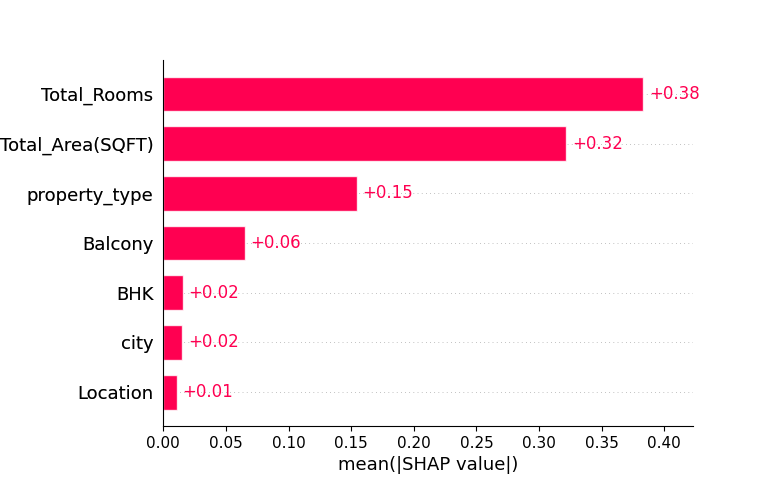 Total_Rooms +0.38
Total_Area(SQFT) +0.32
property_type +0.15
Balcony +0.06
BHK +0.02
city +0.02
Location +0.01
0.00 0.05 0.10 0.15 0.20 0.25 0.30 0.35 0.40
mean(|SHAP value|)